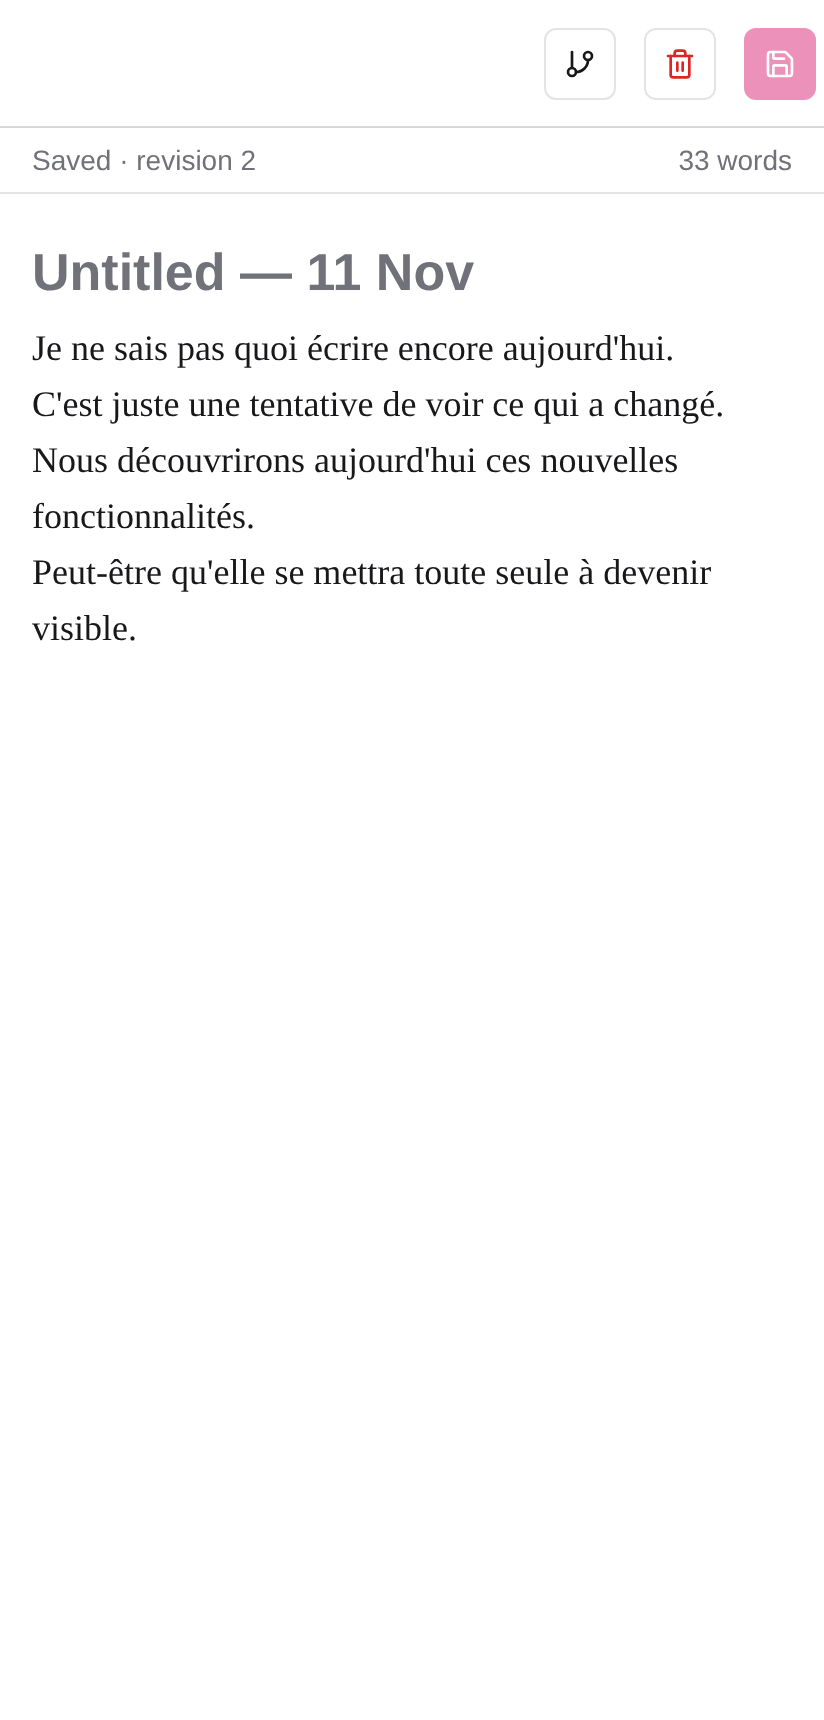 Saved · revision 2
33 words
Untitled — 11 Nov
Je ne sais pas quoi écrire encore aujourd'hui.
C'est juste une tentative de voir ce qui a changé.
Nous découvrirons aujourd'hui ces nouvelles
fonctionnalités.
Peut-être qu'elle se mettra toute seule à devenir
visible.